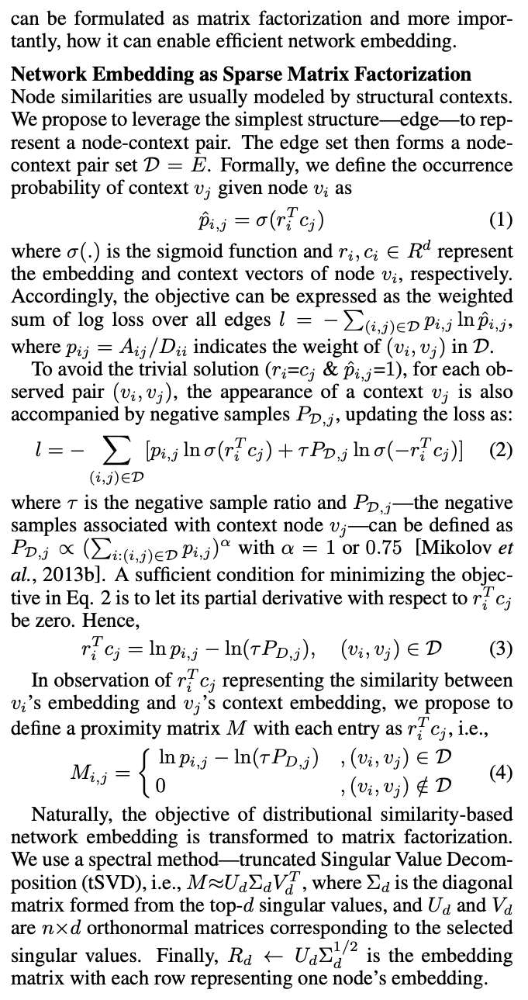 can be formulated as matrix factorization and more impor-
tantly, how it can enable efficient network embedding.
Network Embedding as Sparse Matrix Factorization
Node similarities are usually modeled by structural contexts.
We propose to leverage the simplest structure—edge—to rep-
resent a node-context pair. The edge set then forms a node-
context pair set $\mathcal{D} = E$. Formally, we define the occurrence
probability of context $v_j$ given node $v_i$ as
$\hat{p}_{i,j} = \sigma(r_i^T c_j)$ (1)
where $\sigma(.)$ is the sigmoid function and $r_i, c_i \in R^d$ represent
the embedding and context vectors of node $v_i$, respectively.
Accordingly, the objective can be expressed as the weighted
sum of log loss over all edges $l = -\sum_{(i,j)\in\mathcal{D}} p_{i,j} \ln \hat{p}_{i,j}$,
where $p_{ij} = A_{ij}/D_{ii}$ indicates the weight of $(v_i, v_j)$ in $\mathcal{D}$.
To avoid the trivial solution ($r_i$=$c_j$ & $\hat{p}_{i,j}$=1), for each ob-
served pair $(v_i, v_j)$, the appearance of a context $v_j$ is also
accompanied by negative samples $P_{\mathcal{D},j}$, updating the loss as:
$l = -\sum_{(i,j)\in\mathcal{D}} [p_{i,j} \ln \sigma(r_i^T c_j) + \tau P_{\mathcal{D},j} \ln \sigma(-r_i^T c_j)]$ (2)
where $\tau$ is the negative sample ratio and $P_{\mathcal{D},j}$—the negative
samples associated with context node $v_j$—can be defined as
$P_{\mathcal{D},j} \propto (\sum_{i:(i,j)\in\mathcal{D}} p_{i,j})^\alpha$ with $\alpha = 1$ or 0.75 [Mikolov et
al., 2013b]. A sufficient condition for minimizing the objec-
tive in Eq. 2 is to let its partial derivative with respect to $r_i^T c_j$
be zero. Hence,
$r_i^T c_j = \ln p_{i,j} - \ln(\tau P_{D,j}), \quad (v_i, v_j) \in \mathcal{D}$ (3)
In observation of $r_i^T c_j$ representing the similarity between
$v_i$'s embedding and $v_j$'s context embedding, we propose to
define a proximity matrix $M$ with each entry as $r_i^T c_j$, i.e.,
$M_{i,j} = \begin{cases} \ln p_{i,j} - \ln(\tau P_{D,j}) & , (v_i, v_j) \in \mathcal{D} \\ 0 & , (v_i, v_j) \notin \mathcal{D} \end{cases}$ (4)
Naturally, the objective of distributional similarity-based
network embedding is transformed to matrix factorization.
We use a spectral method—truncated Singular Value Decom-
position (tSVD), i.e., $M \approx U_d \Sigma_d V_d^T$, where $\Sigma_d$ is the diagonal
matrix formed from the top-$d$ singular values, and $U_d$ and $V_d$
are $n \times d$ orthonormal matrices corresponding to the selected
singular values. Finally, $R_d \leftarrow U_d \Sigma_d^{1/2}$ is the embedding
matrix with each row representing one node's embedding.